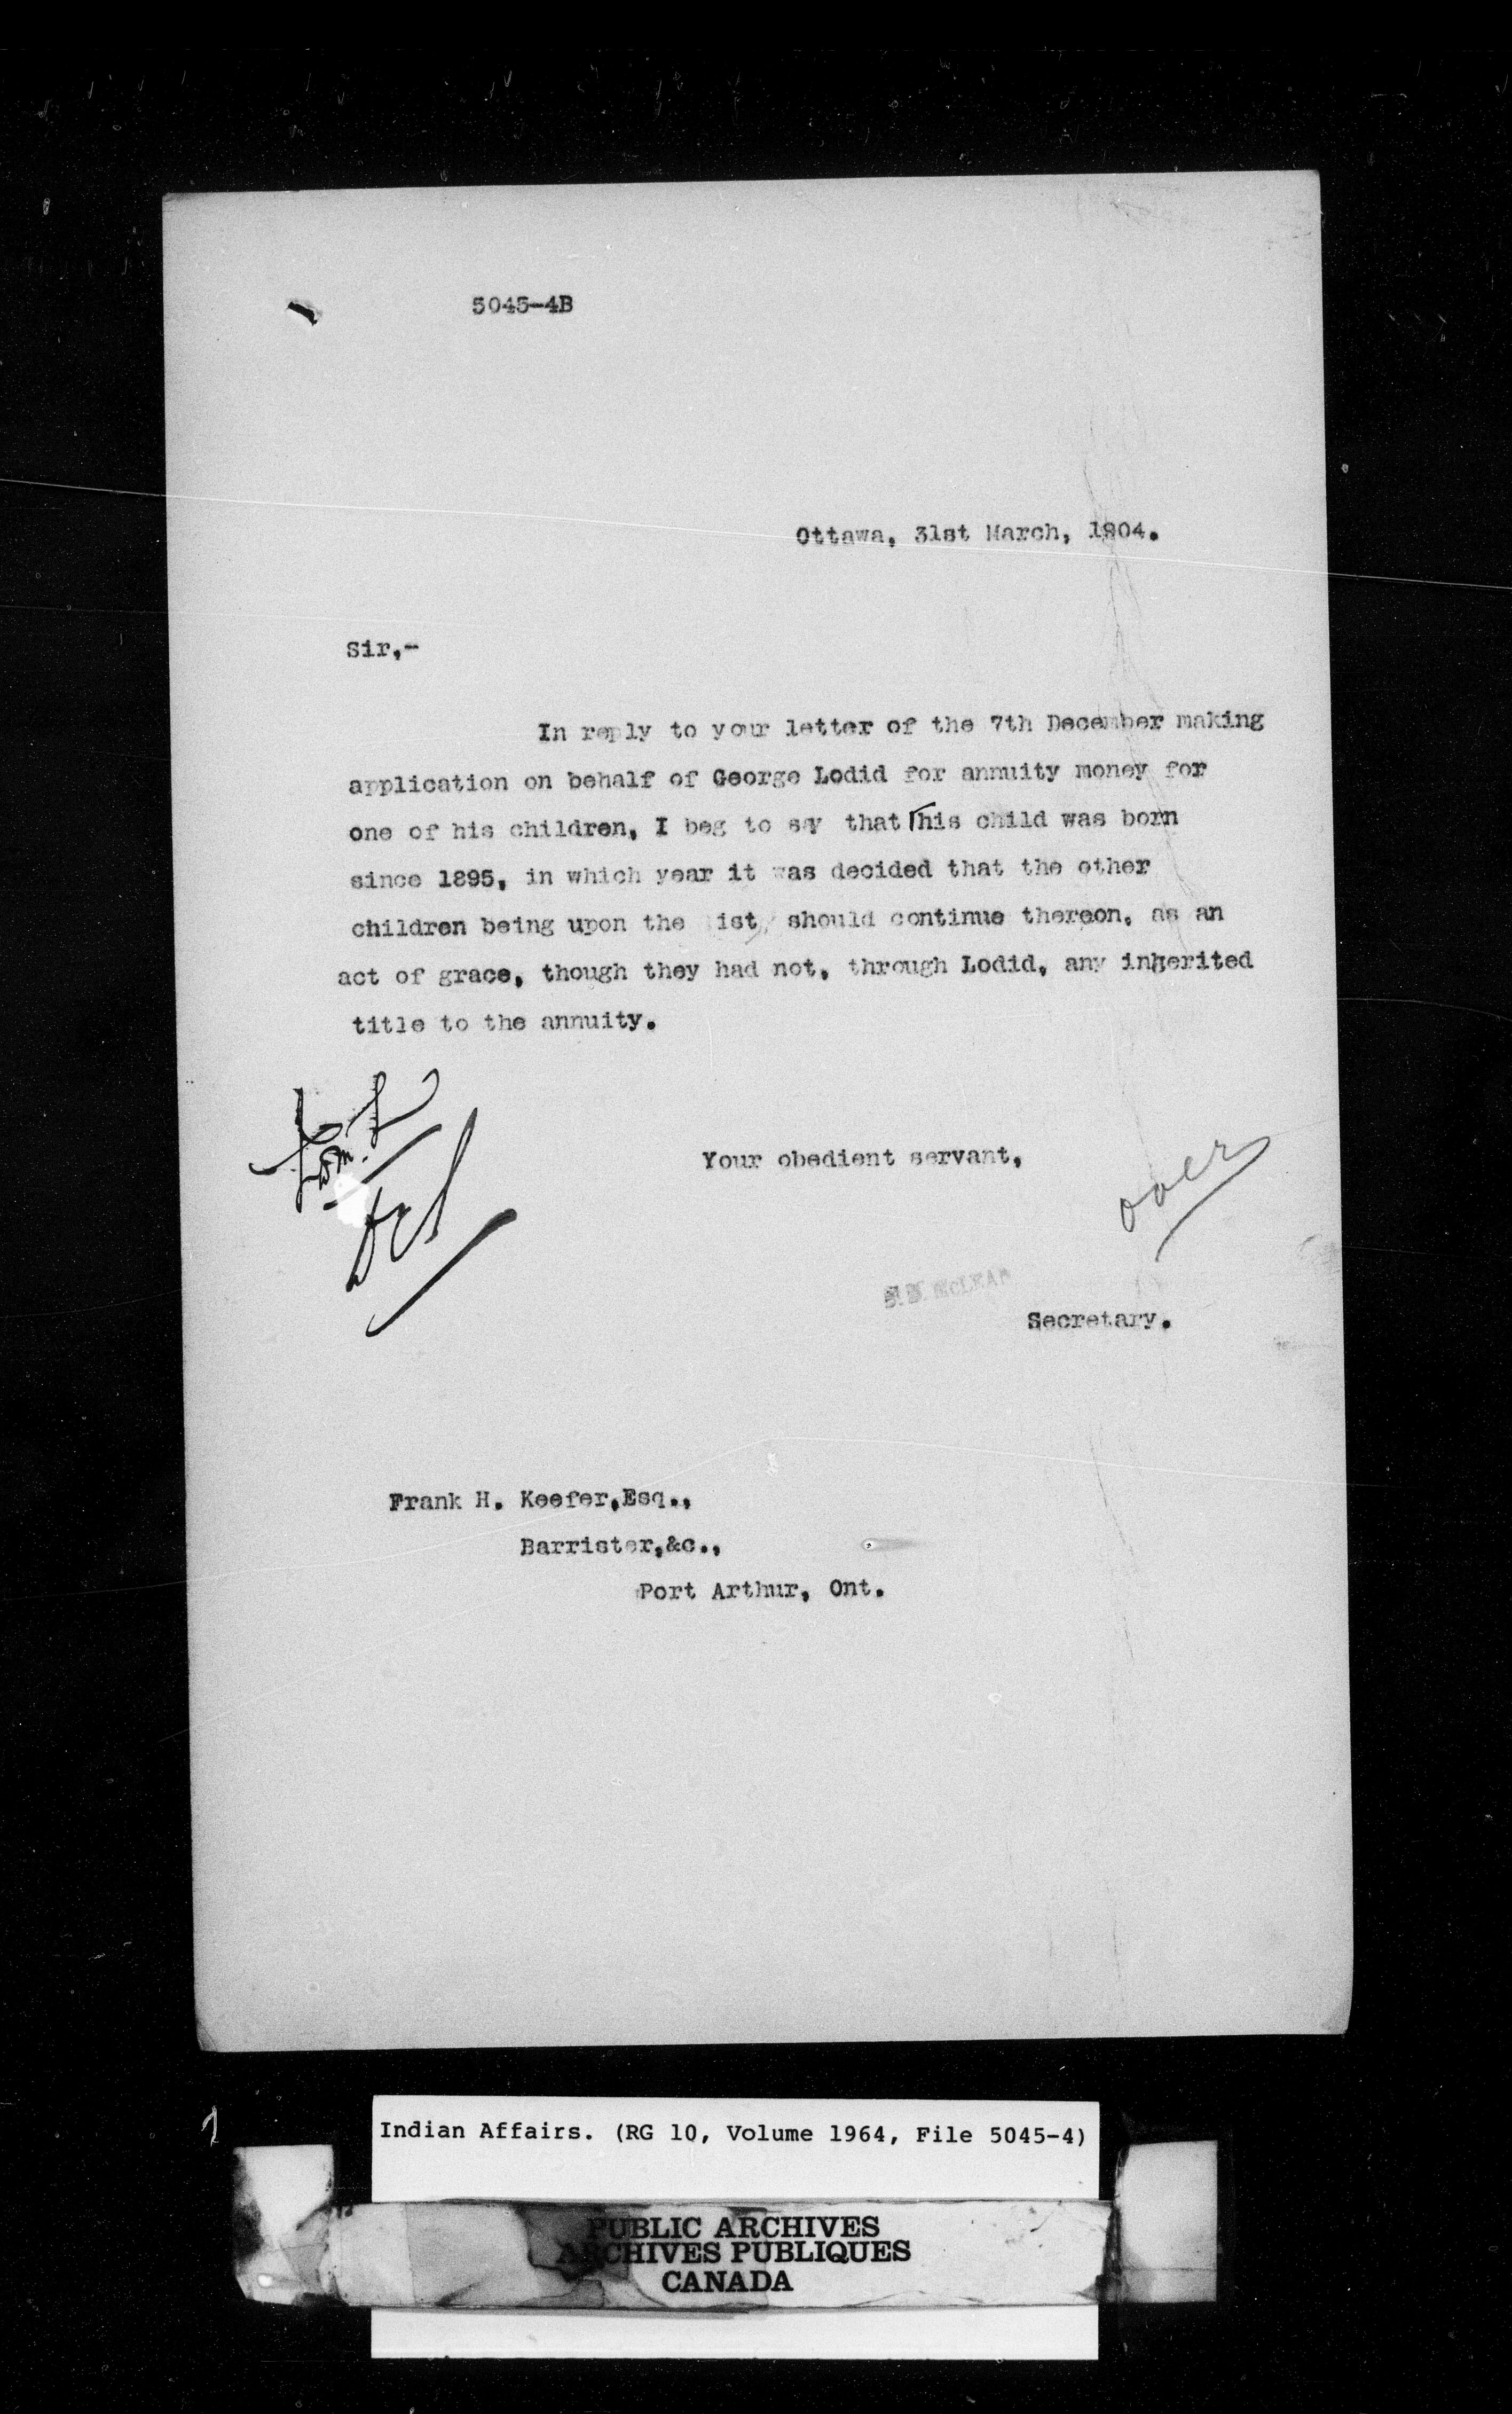 5045-4B
Ottawa, 31st March, 1904.
Sir,-
In reply to your letter of the 7th December making
application on behalf of George Lodid for annuity money for
one of his children, I beg to say that this child was born
since 1895, in which year it was decided that the other
children being upon the list, should continue thereon, as an
act of grace, though they had not, through Lodid, any inherited
title to the annuity.
Your obedient servant,
over
J.D. McLEAN
Secretary.
Frank H. Keefer,Esq.,
Barrister,&c.,
Port Arthur, Ont.
Indian Affairs. (RG 10, Volume 1964, File 5045-4)
PUBLIC ARCHIVES
ARCHIVES PUBLIQUES
CANADA